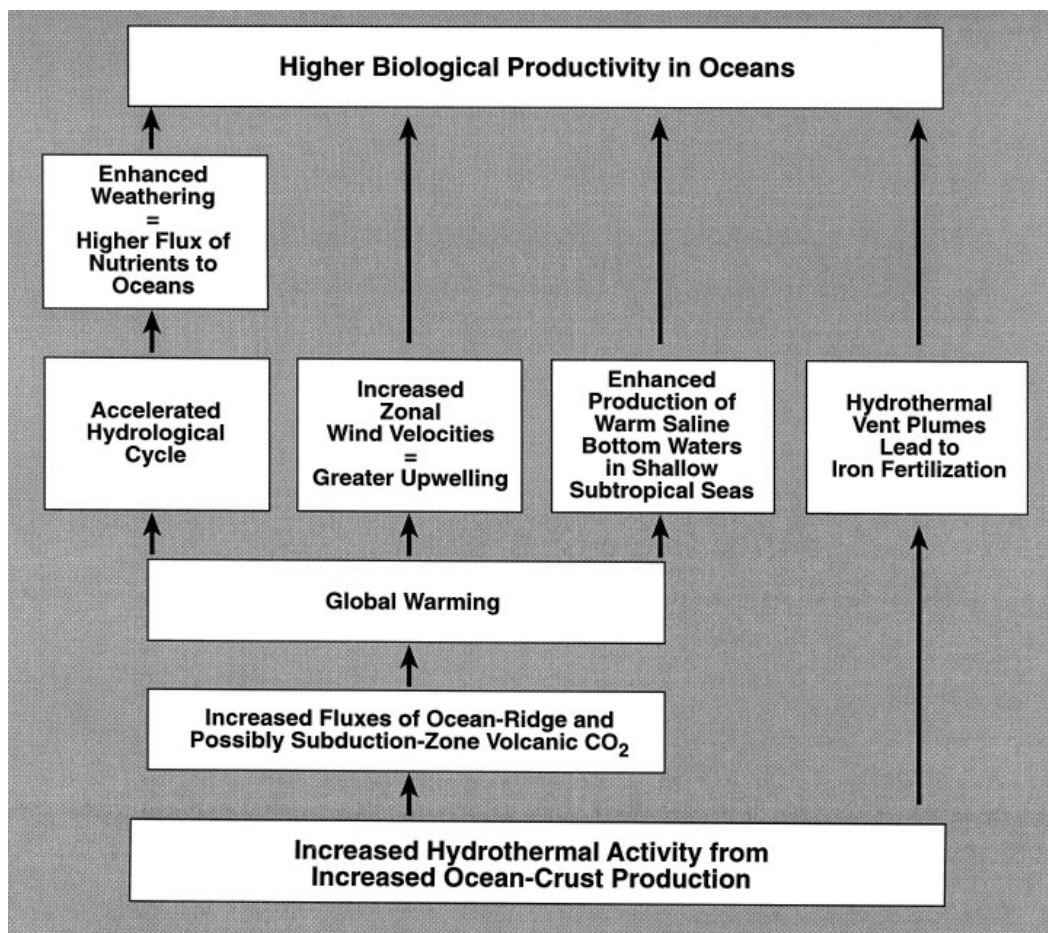 Higher Biological Productivity in Oceans
Enhanced
Weathering
=
Higher Flux of
Nutrients to
Oceans
Accelerated
Hydrological
Cycle
Increased
Zonal
Wind Velocities
=
Greater Upwelling
Enhanced
Production of
Warm Saline
Bottom Waters
in Shallow
Subtropical Seas
Hydrothermal
Vent Plumes
Lead to
Iron Fertilization
Global Warming
Increased Fluxes of Ocean-Ridge and
Possibly Subduction-Zone Volcanic CO₂
Increased Hydrothermal Activity from
Increased Ocean-Crust Production